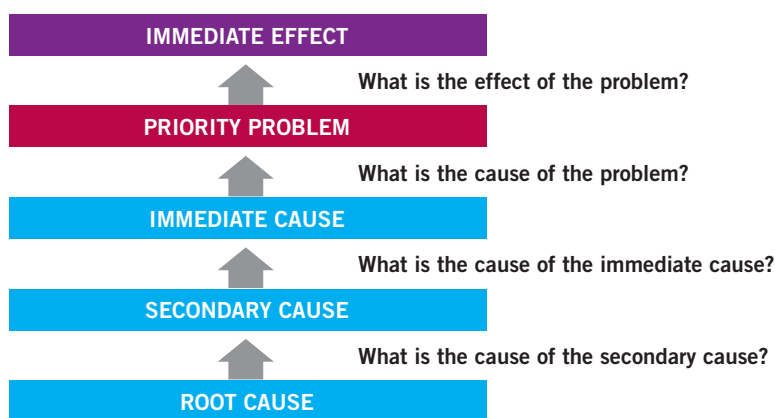 IMMEDIATE EFFECT
What is the effect of the problem?
PRIORITY PROBLEM
What is the cause of the problem?
IMMEDIATE CAUSE
What is the cause of the immediate cause?
SECONDARY CAUSE
What is the cause of the secondary cause?
ROOT CAUSE